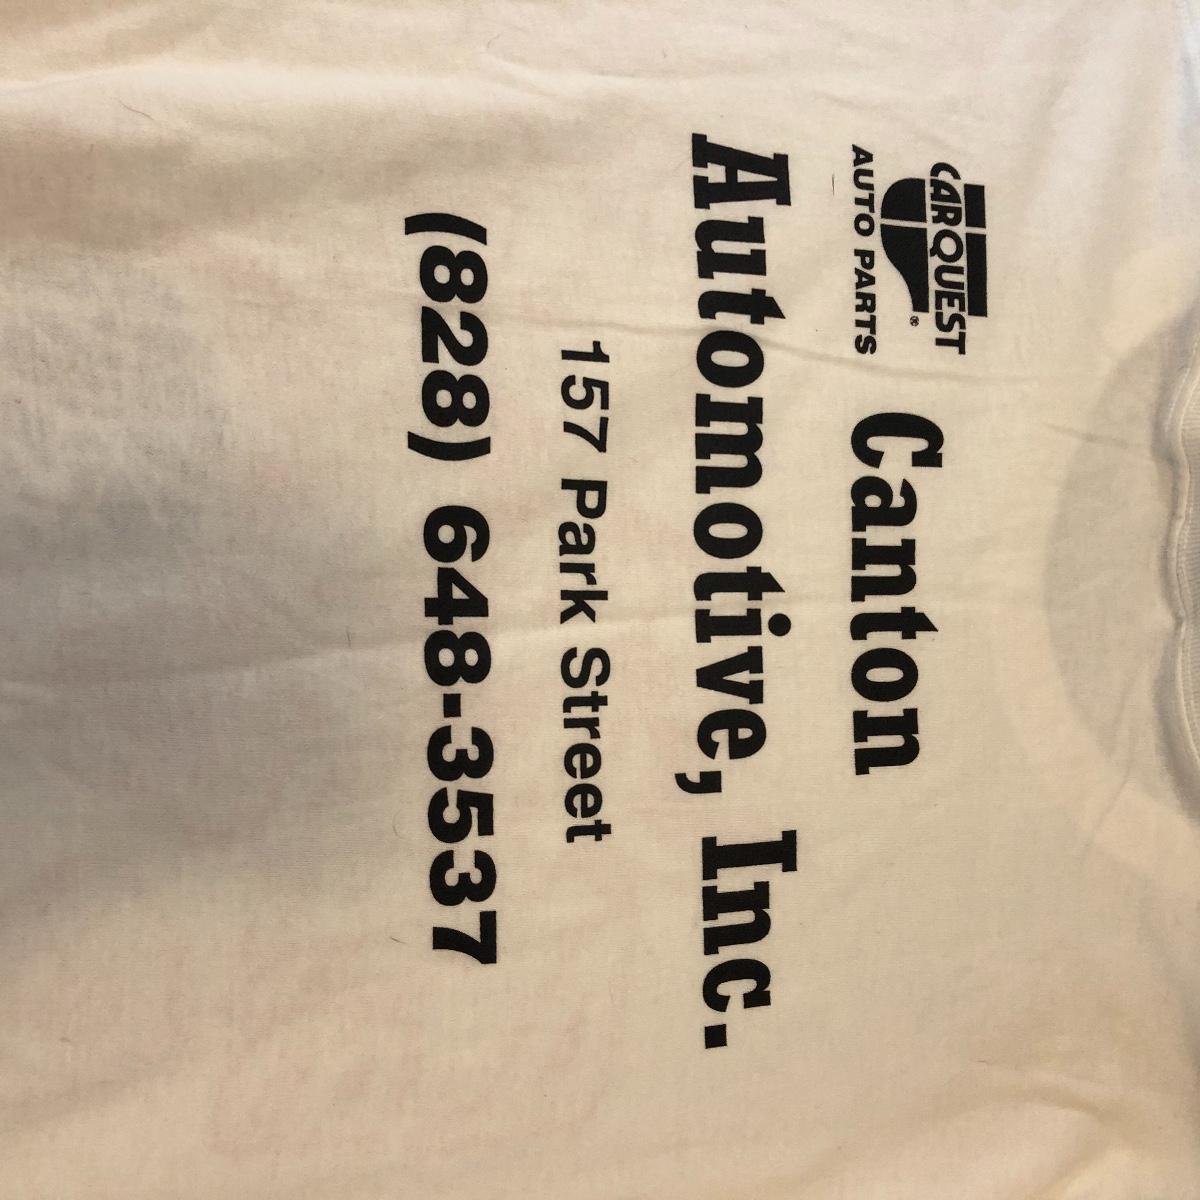 CARQUEST
AUTO PARTS
®
Canton
Automotive, Inc.
157 Park Street
(828) 648-3537